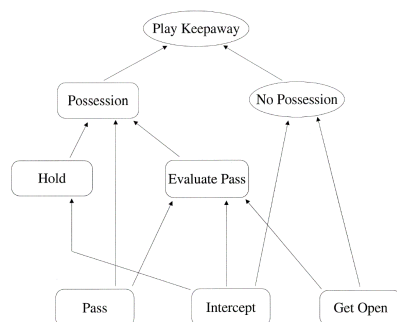 Play Keepaway
Possession
No Possession
Hold
Evaluate Pass
Pass
Intercept
Get Open